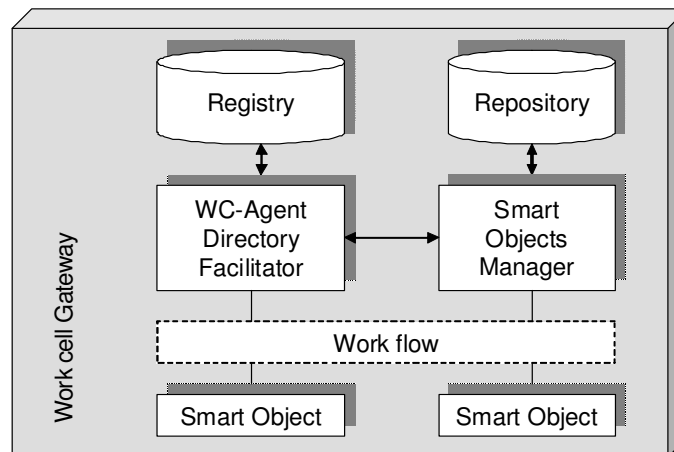 Registry
Repository
WC-Agent
Directory
Facilitator
Smart
Objects
Manager
Work flow
Smart Object
Smart Object
Work cell Gateway